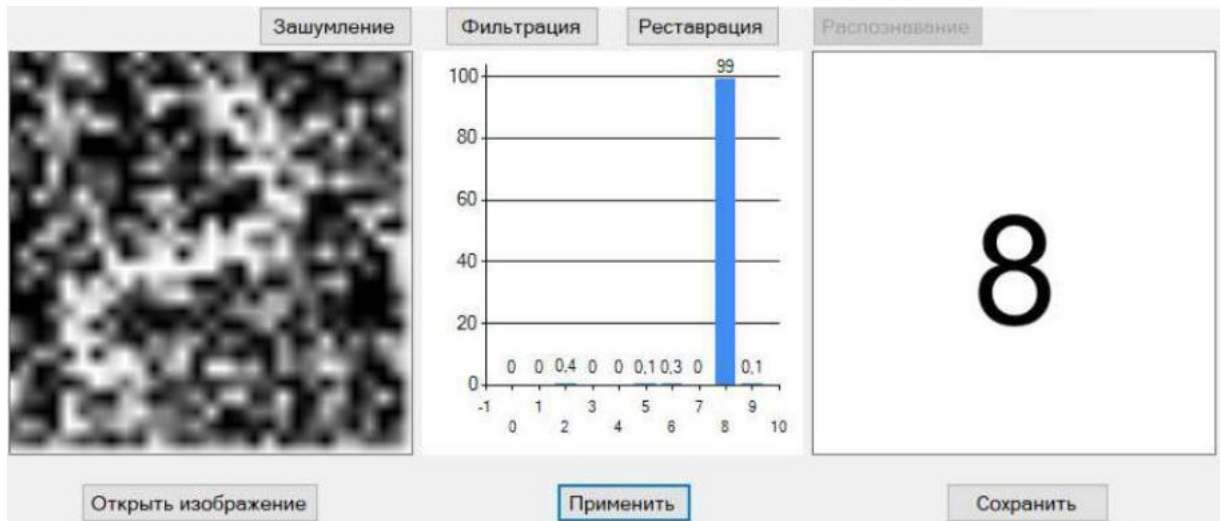 Зашумление Фильтрация Реставрация Распознавание
99
100
80
60
40
20
0 0 0,4 0 0 0,1 0,3 0 0,1
0
-1 1 3 5 7 9
0 2 4 6 8 10
8
Открыть изображение Применить Сохранить